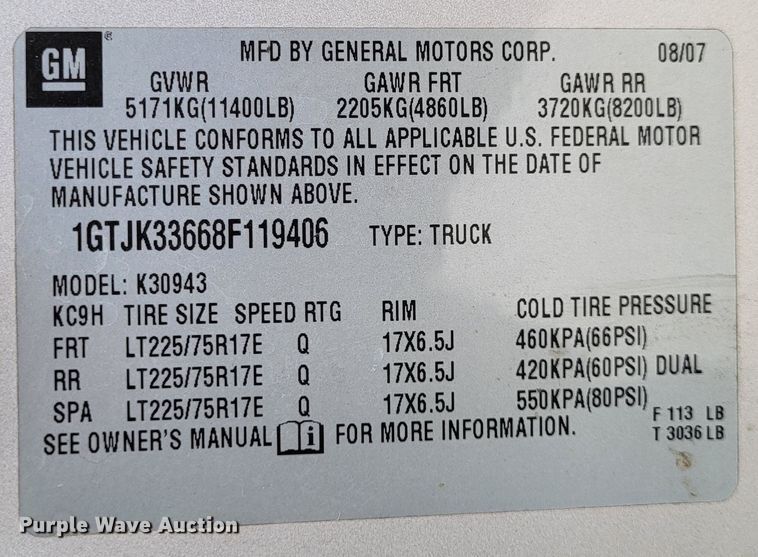 GM®
MFD BY GENERAL MOTORS CORP. 08/07
GVWR GAWR FRT GAWR RR
5171KG(11400LB) 2205KG(4860LB) 3720KG(8200LB)
THIS VEHICLE CONFORMS TO ALL APPLICABLE U.S. FEDERAL MOTOR
VEHICLE SAFETY STANDARDS IN EFFECT ON THE DATE OF
MANUFACTURE SHOWN ABOVE.
1GTJK33668F119406 TYPE: TRUCK
MODEL: K30943
KC9H TIRE SIZE SPEED RTG RIM COLD TIRE PRESSURE
FRT LT225/75R17E Q 17X6.5J 460KPA(66PSI)
RR LT225/75R17E Q 17X6.5J 420KPA(60PSI) DUAL
SPA LT225/75R17E Q 17X6.5J 550KPA(80PSI)
F 113 LB
SEE OWNER'S MANUAL i FOR MORE INFORMATION.
T 3036 LB
Purple Wave Auction